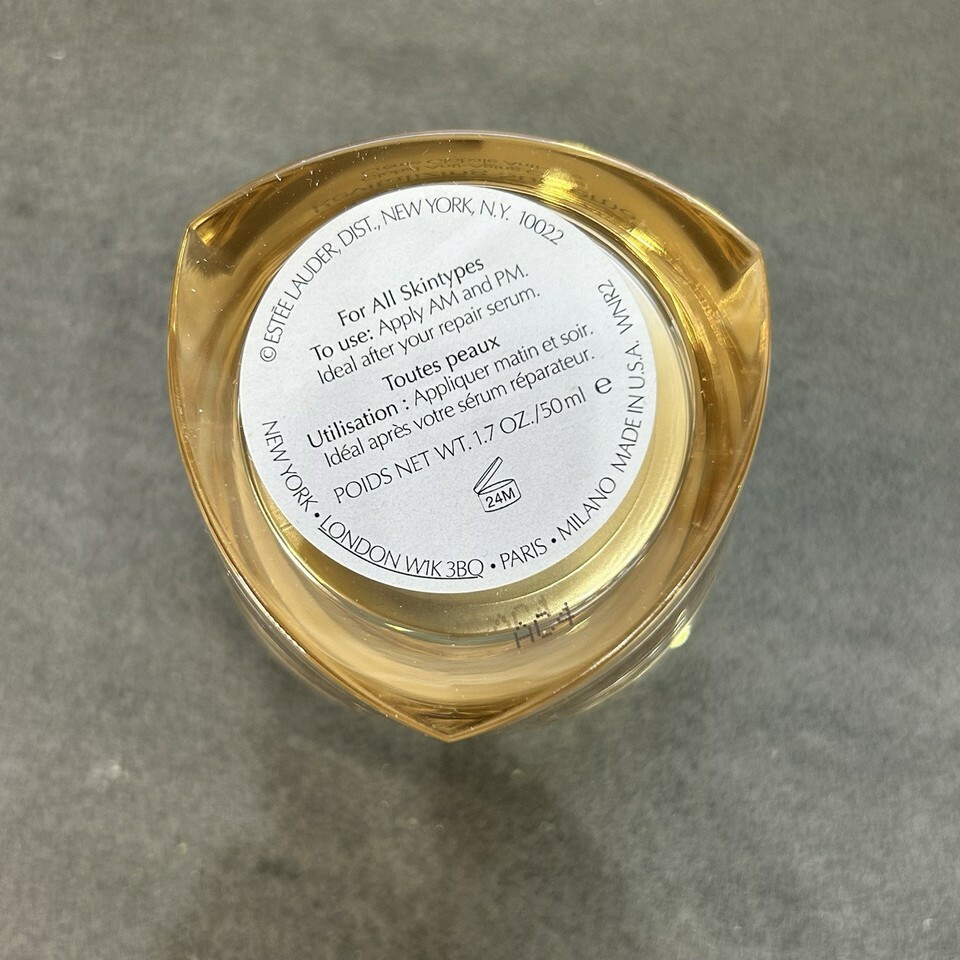 ©ESTĒE LAUDER, DIST., NEW YORK, N.Y. 10022
For All Skintypes
To use: Apply AM and PM.
Ideal after your repair serum.
Toutes peaux
Utilisation : Appliquer matin et soir.
Idéal après votre sérum réparateur.
POIDS NET WT. 1.7 OZ./50 ml e
24M
NEW YORK • LONDON W1K 3BQ • PARIS • MILANO MADE IN U.S.A. WNR2